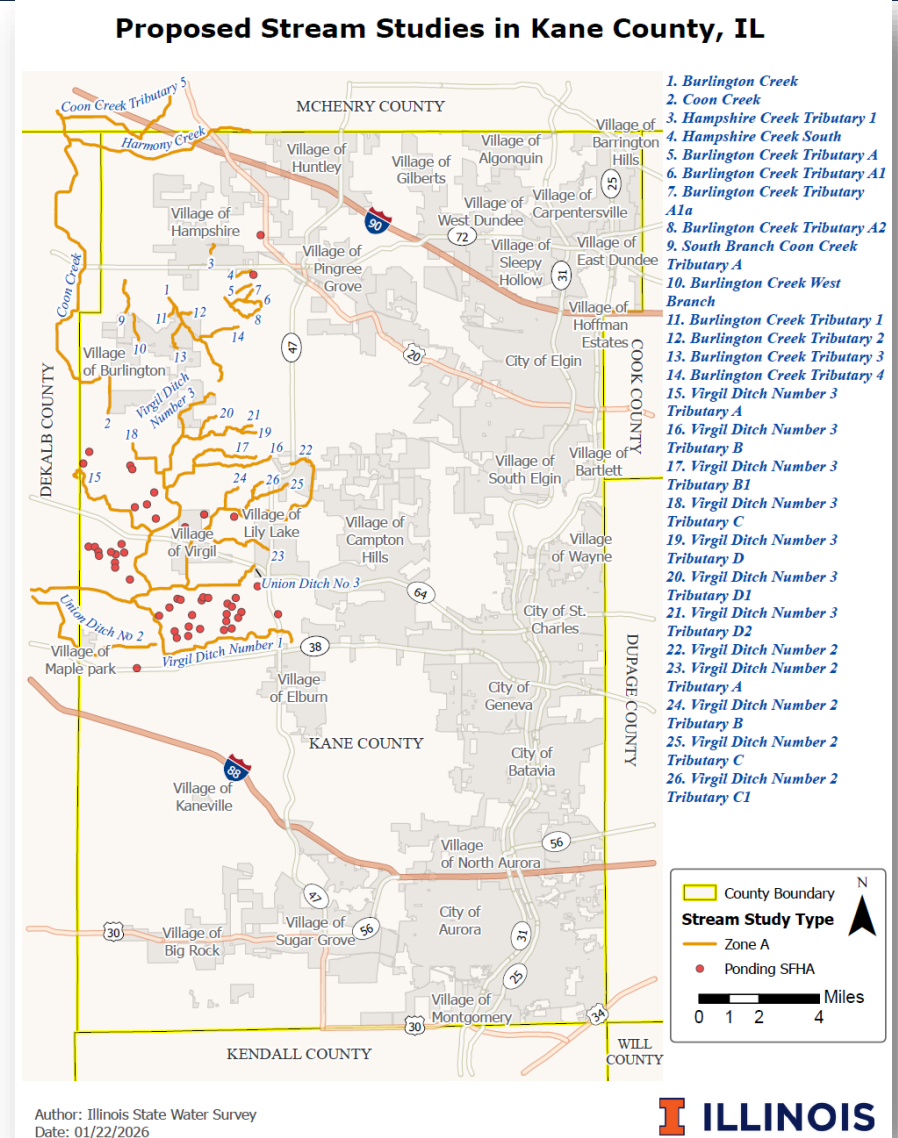 Proposed Stream Studies in Kane County, IL
Coon Creek Tributary 5
MCHENRY COUNTY
Harmony Creek
Village of
Huntley
Village of
Gilberts
Village of
Algonquin
Village of
Barrington
Hills
25
Village of
Hampshire
90
Village of
West Dundee
Village of
Carpentersville
72
Village of
Pingree
Grove
Village of
Sleepy
Hollow
Village of
East Dundee
31
3
4
5
7
6
8
1
12
11
14
9
10
13
Coon Creek
Village of
Hoffman
Estates
47
20
City of Elgin
COOK COUNTY
Village
of Burlington
DEKALB COUNTY
Virgil Ditch
Number 3
2
18
20
21
19
17
16
22
15
24
26
25
Village of
South Elgin
Village of
Bartlett
Village of
Lily Lake
Village
of Virgil
Village of
Campton
Hills
Village
of Wayne
23
Union Ditch No 3
64
Union Ditch No 2
City of St.
Charles
Village of
Maple park
Virgil Ditch Number 1
38
DUPAGE COUNTY
Village
of Elburn
City of
Geneva
KANE COUNTY
City of
Batavia
88
Village of
Kaneville
56
Village
of North Aurora
47
30
Village of
Big Rock
Village of
Sugar Grove
56
City of
Aurora
31
25
Village of
Montgomery
30
34
KENDALL COUNTY
WILL
COUNTY
1. Burlington Creek
2. Coon Creek
3. Hampshire Creek Tributary 1
4. Hampshire Creek South
5. Burlington Creek Tributary A
6. Burlington Creek Tributary A1
7. Burlington Creek Tributary
A1a
8. Burlington Creek Tributary A2
9. South Branch Coon Creek
Tributary A
10. Burlington Creek West
Branch
11. Burlington Creek Tributary 1
12. Burlington Creek Tributary 2
13. Burlington Creek Tributary 3
14. Burlington Creek Tributary 4
15. Virgil Ditch Number 3
Tributary A
16. Virgil Ditch Number 3
Tributary B
17. Virgil Ditch Number 3
Tributary B1
18. Virgil Ditch Number 3
Tributary C
19. Virgil Ditch Number 3
Tributary D
20. Virgil Ditch Number 3
Tributary D1
21. Virgil Ditch Number 3
Tributary D2
22. Virgil Ditch Number 2
23. Virgil Ditch Number 2
Tributary A
24. Virgil Ditch Number 2
Tributary B
25. Virgil Ditch Number 2
Tributary C
26. Virgil Ditch Number 2
Tributary C1
County Boundary
N
Stream Study Type
Zone A
Ponding SFHA
Miles
0 1 2 4
Author: Illinois State Water Survey
Date: 01/22/2026
I ILLINOIS